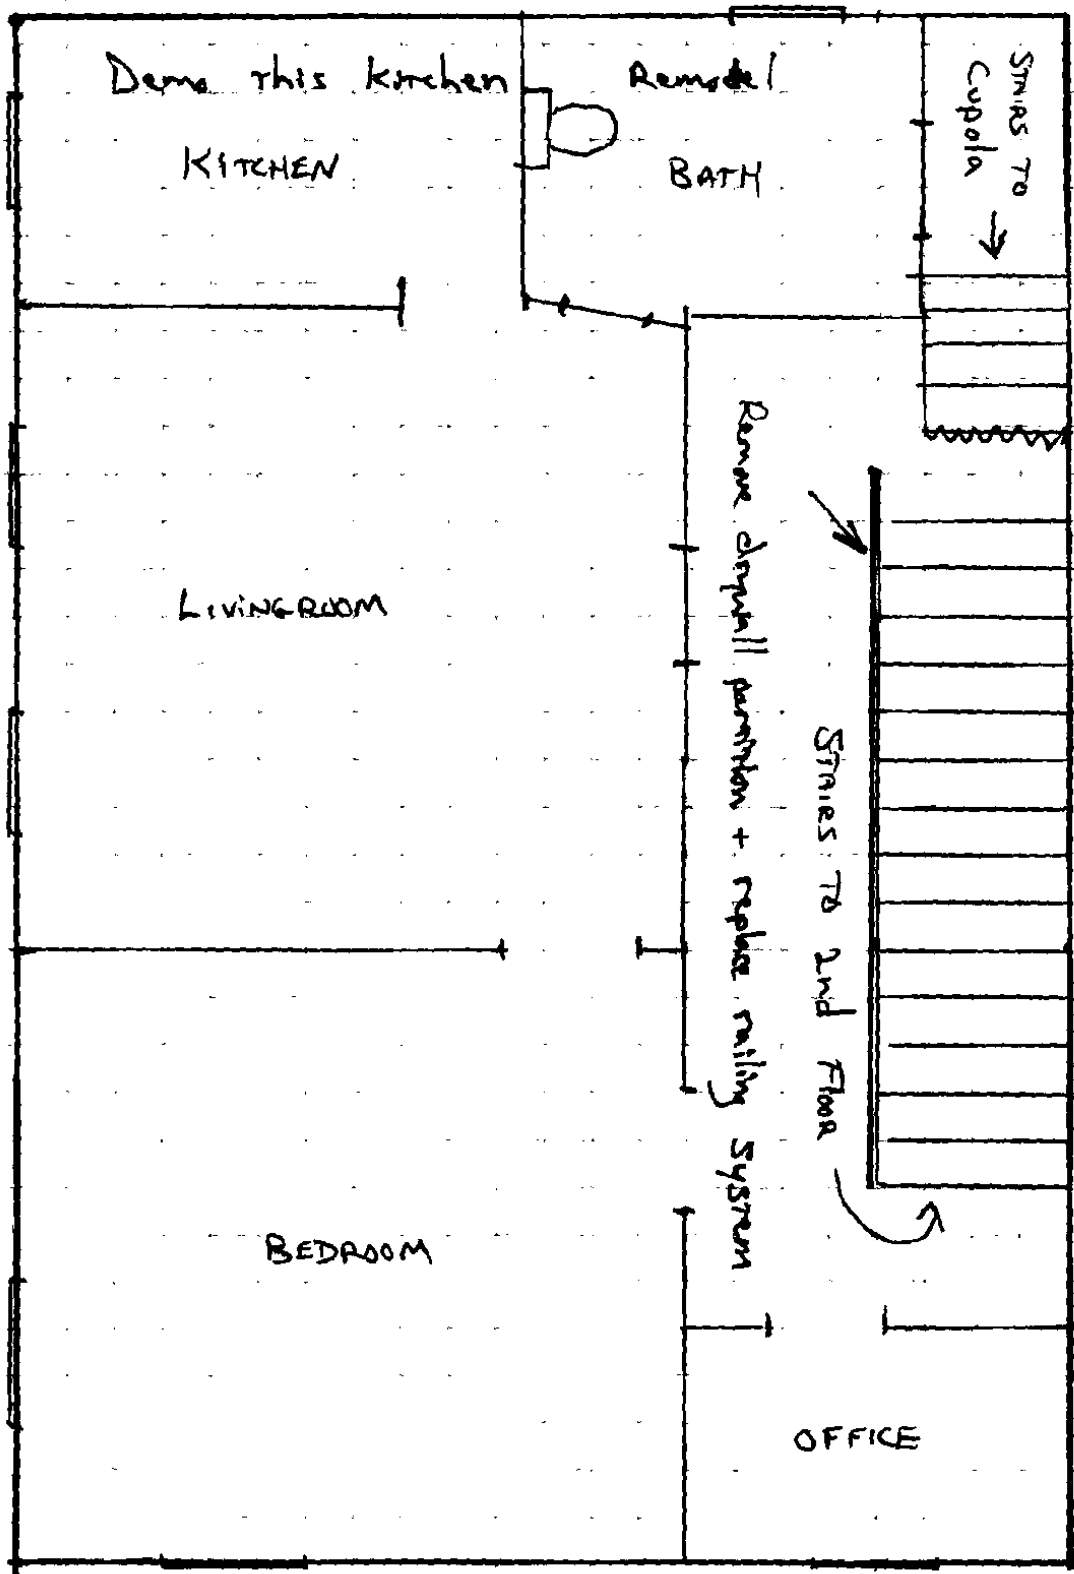 Demo this kitchen
KITCHEN
Remodel
BATH
STAIRS TO
Cupola
Remove drywall partition + replace railing system
LIVINGROOM
STAIRS TO 2nd Floor
BEDROOM
OFFICE